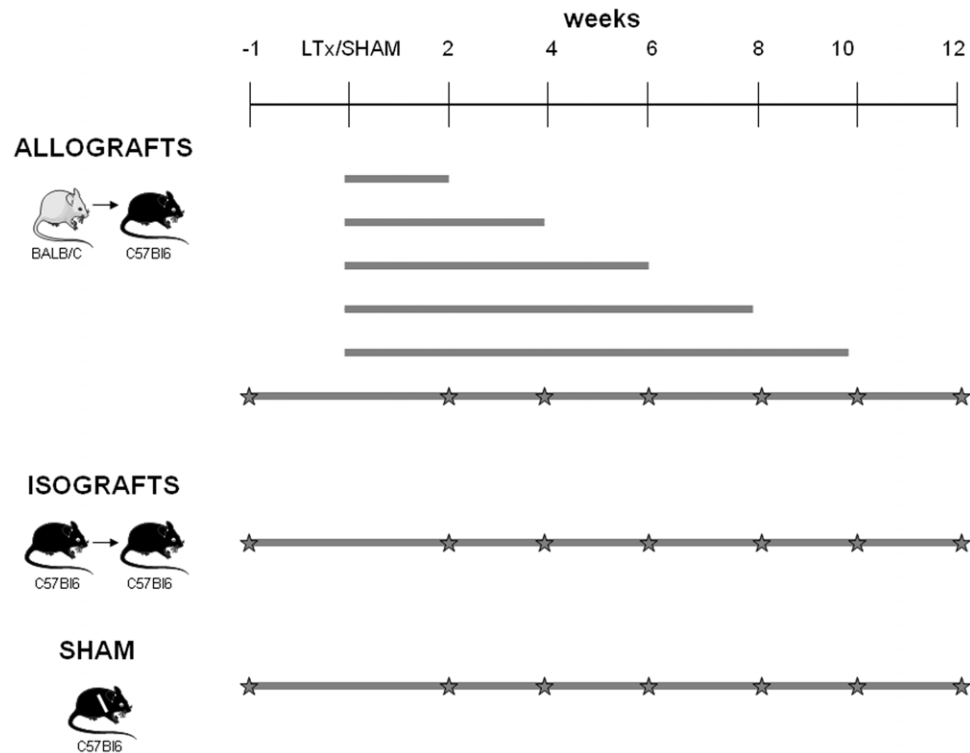 weeks
-1 LTx/SHAM 2 4 6 8 10 12
ALLOGRAFTS
BALB/C C57Bl6
ISOGRAFTS
C57Bl6 C57Bl6
SHAM
C57Bl6